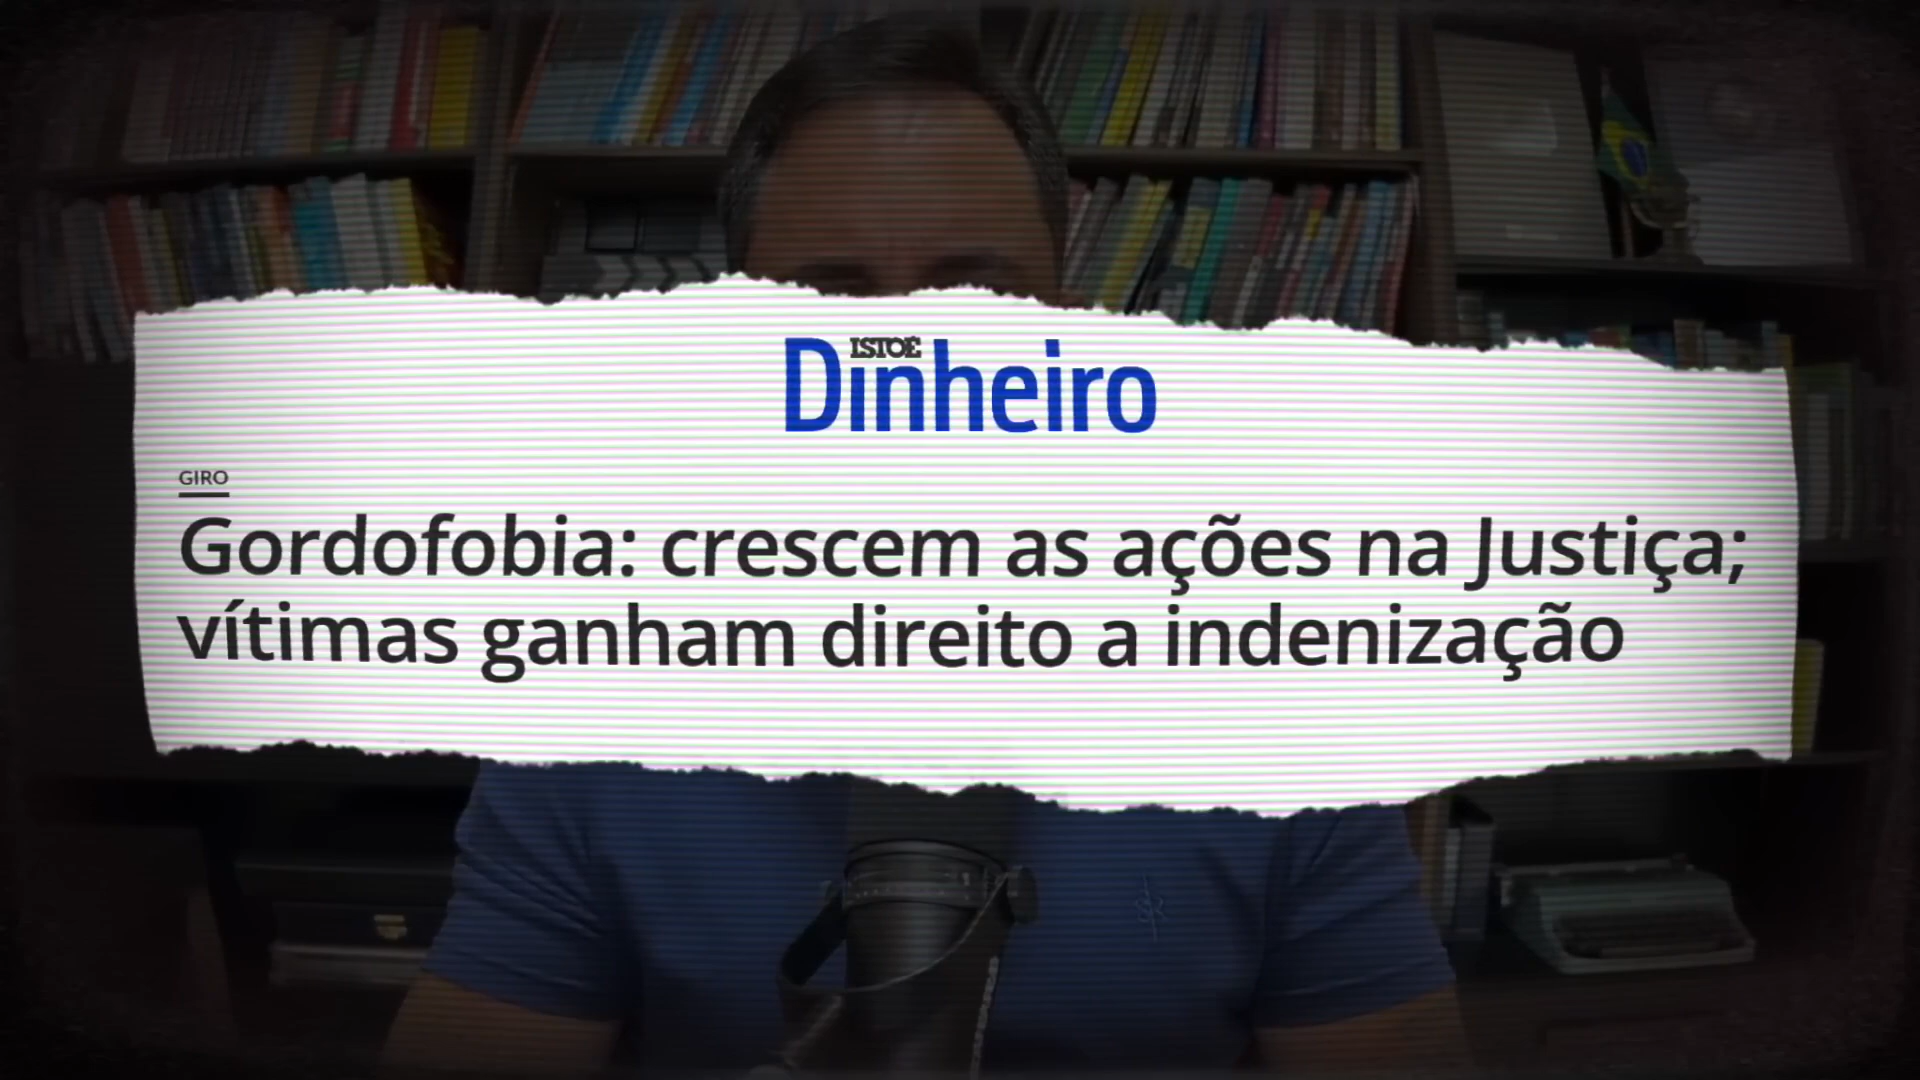 ISTOÉ
Dinheiro
GIRO
Gordofobia: crescem as ações na Justiça;
vítimas ganham direito a indenização